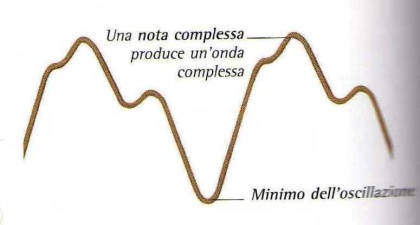 Una nota complessa
produce un'onda
complessa
Minimo dell'oscillazione